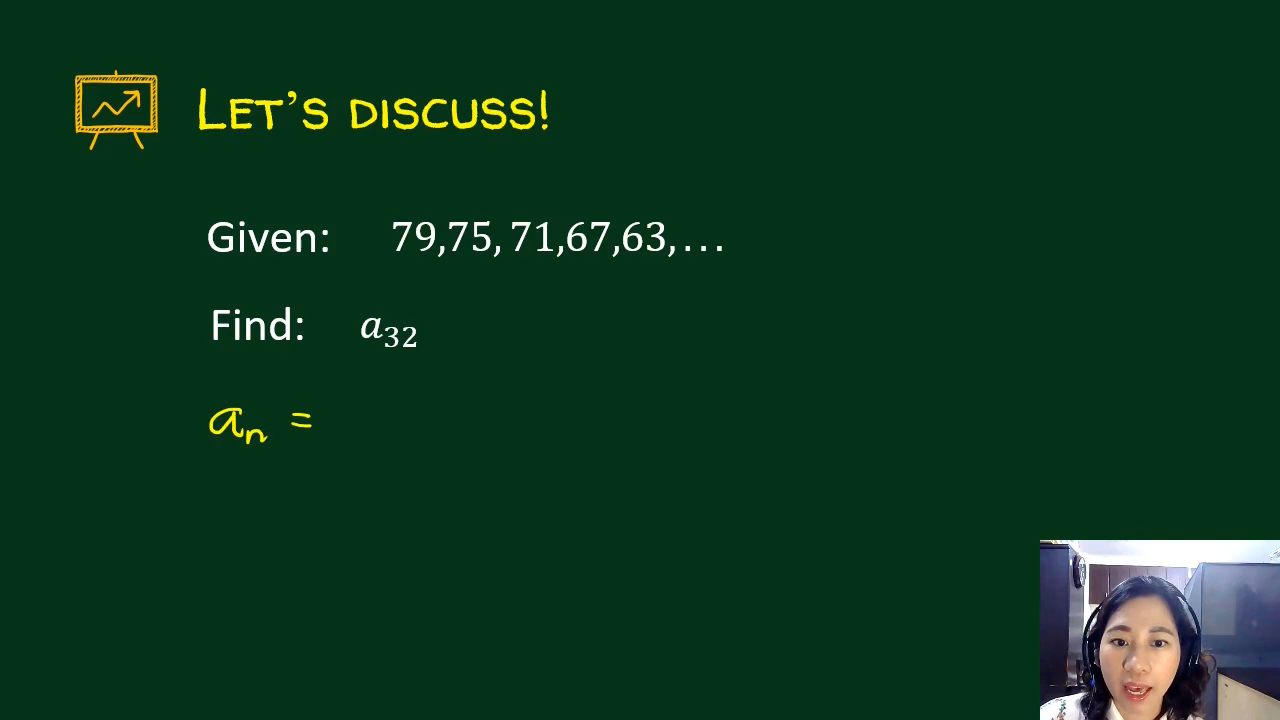 LET'S DISCUSS!
Given: 79,75, 71,67,63, …
Find: a₃₂
aₙ =